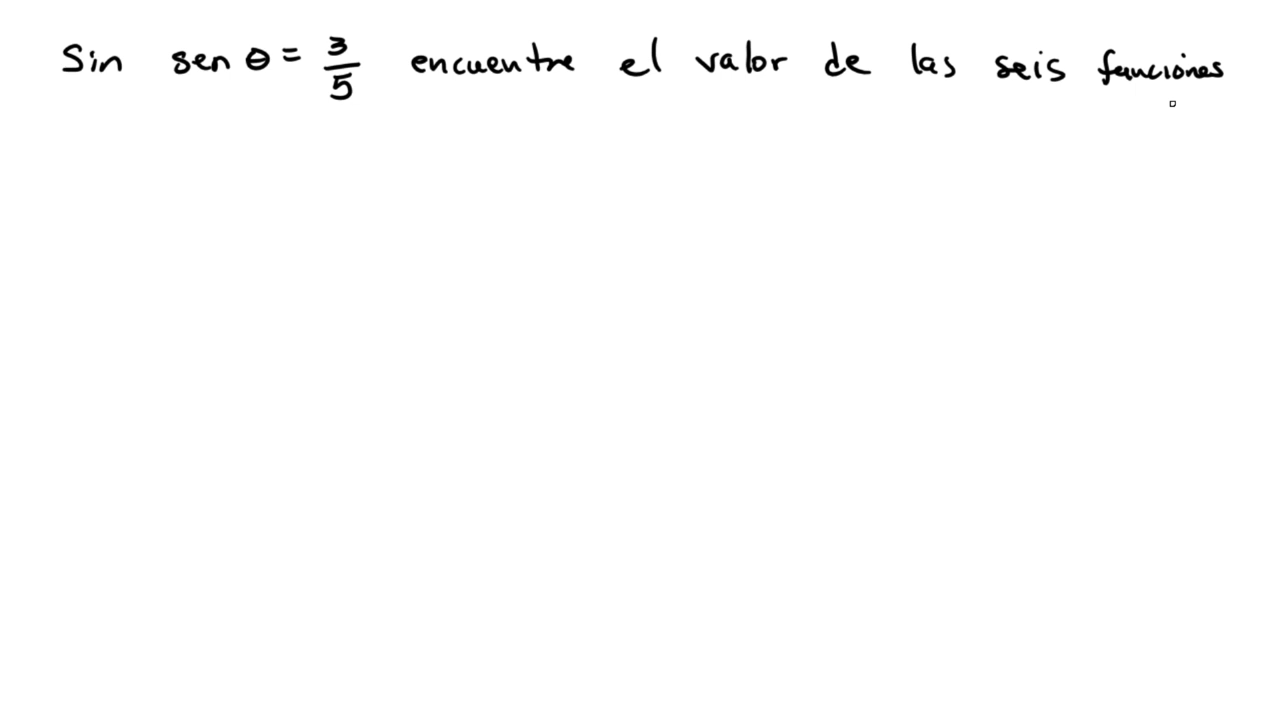 Sin sen θ = 3/5 encuentre el valor de las seis funciones